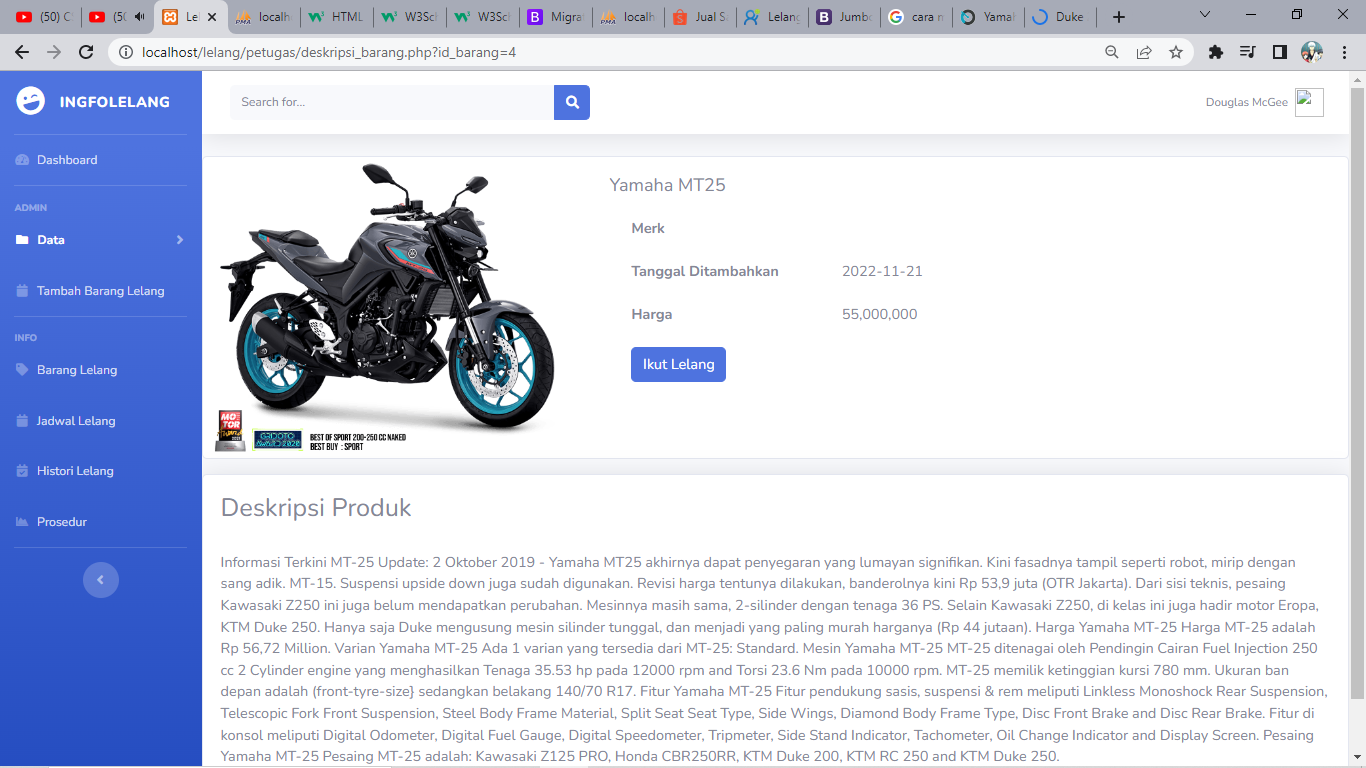 (50) C
(50
Le
localh
HTML
W3Sch
W3Sch
Migra
localh
Jual S
Lelang
Jumbo
cara n
Yamah
Duke
localhost/lelang/petugas/deskripsi_barang.php?id_barang=4
INGFOLELANG
Search for...
Douglas McGee
Dashboard
ADMIN
Data
Tambah Barang Lelang
INFO
Barang Lelang
Jadwal Lelang
Histori Lelang
Prosedur
Yamaha MT25
Merk
Tanggal Ditambahkan 2022-11-21
Harga 55,000,000
Ikut Lelang
MOTOR
GRIDOTO AWARD 2020
BEST OF SPORT 200-250 CC NAKED
BEST BUY : SPORT
Deskripsi Produk
Informasi Terkini MT-25 Update: 2 Oktober 2019 - Yamaha MT25 akhirnya dapat penyegaran yang lumayan signifikan. Kini fasadnya tampil seperti robot, mirip dengan
sang adik. MT-15. Suspensi upside down juga sudah digunakan. Revisi harga tentunya dilakukan, banderolnya kini Rp 53,9 juta (OTR Jakarta). Dari sisi teknis, pesaing
Kawasaki Z250 ini juga belum mendapatkan perubahan. Mesinnya masih sama, 2-silinder dengan tenaga 36 PS. Selain Kawasaki Z250, di kelas ini juga hadir motor Eropa,
KTM Duke 250. Hanya saja Duke mengusung mesin silinder tunggal, dan menjadi yang paling murah harganya (Rp 44 jutaan). Harga Yamaha MT-25 Harga MT-25 adalah
Rp 56,72 Million. Varian Yamaha MT-25 Ada 1 varian yang tersedia dari MT-25: Standard. Mesin Yamaha MT-25 MT-25 ditenagai oleh Pendingin Cairan Fuel Injection 250
cc 2 Cylinder engine yang menghasilkan Tenaga 35.53 hp pada 12000 rpm and Torsi 23.6 Nm pada 10000 rpm. MT-25 memilik ketinggian kursi 780 mm. Ukuran ban
depan adalah (front-tyre-size} sedangkan belakang 140/70 R17. Fitur Yamaha MT-25 Fitur pendukung sasis, suspensi & rem meliputi Linkless Monoshock Rear Suspension,
Telescopic Fork Front Suspension, Steel Body Frame Material, Split Seat Seat Type, Side Wings, Diamond Body Frame Type, Disc Front Brake and Disc Rear Brake. Fitur di
konsol meliputi Digital Odometer, Digital Fuel Gauge, Digital Speedometer, Tripmeter, Side Stand Indicator, Tachometer, Oil Change Indicator and Display Screen. Pesaing
Yamaha MT-25 Pesaing MT-25 adalah: Kawasaki Z125 PRO, Honda CBR250RR, KTM Duke 200, KTM RC 250 and KTM Duke 250.